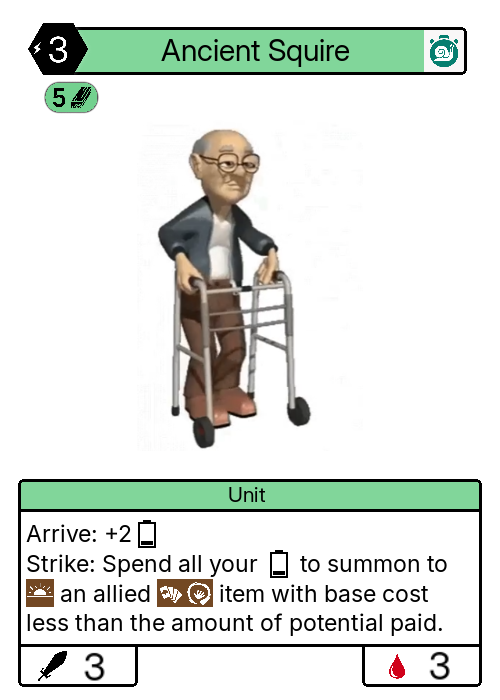 3 Ancient Squire
5
Unit
Arrive: +2
Strike: Spend all your to summon to
an allied item with base cost
less than the amount of potential paid.
3 3